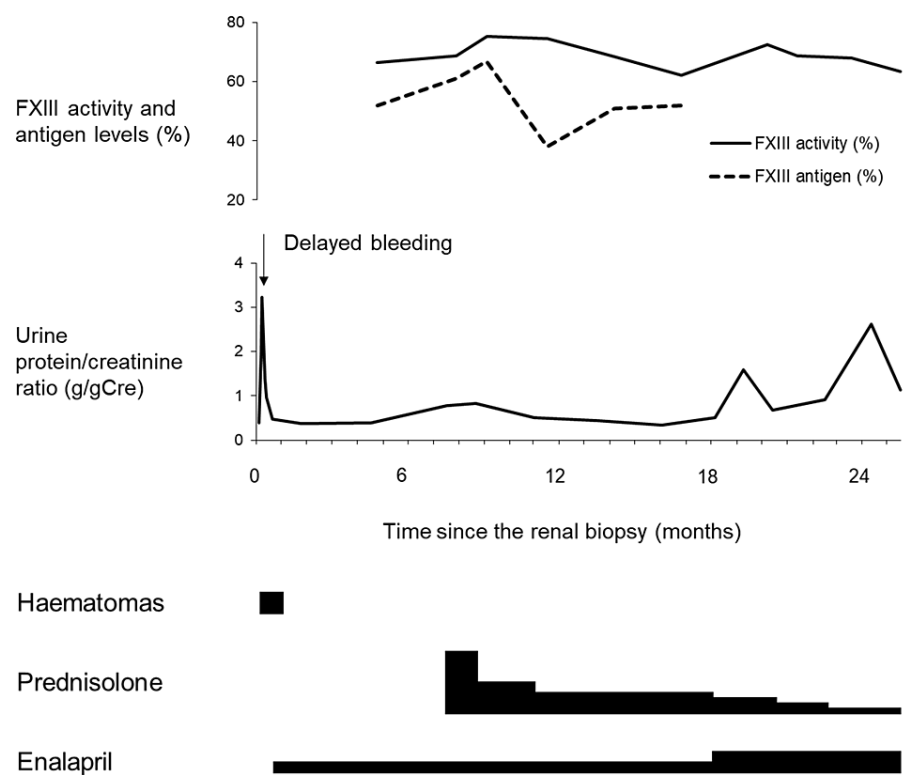 80
60
40
20
FXIII activity and
antigen levels (%)
FXIII activity (%)
FXIII antigen (%)
Delayed bleeding
4
3
2
1
0
Urine
protein/creatinine
ratio (g/gCre)
0 6 12 18 24
Time since the renal biopsy (months)
Haematomas
Prednisolone
Enalapril